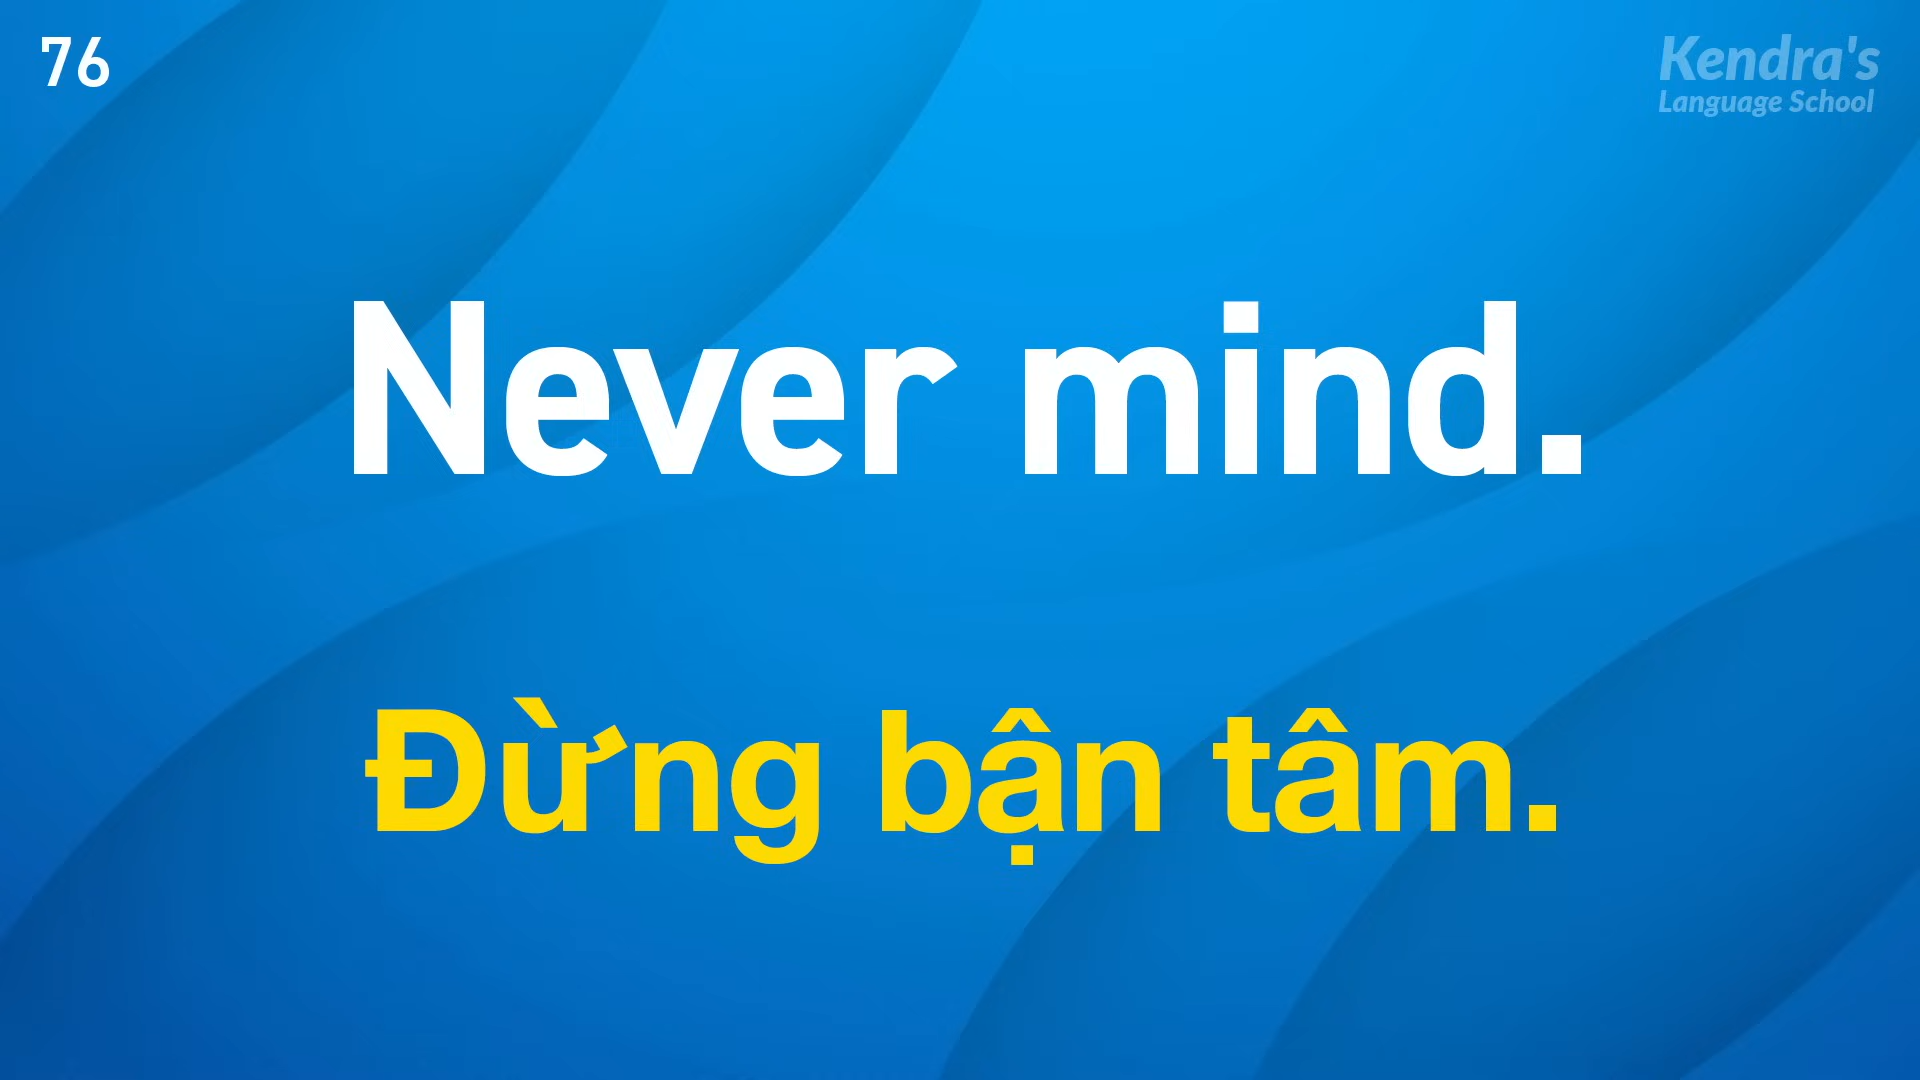 76
Kendra's
Language School
Never mind.
Đừng bận tâm.